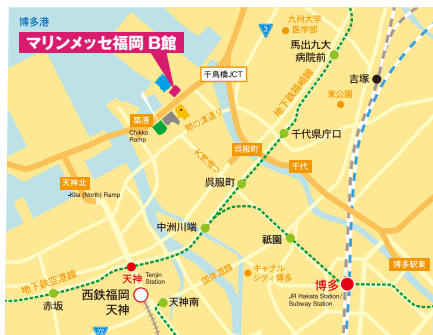 博多港
マリンメッセ福岡 B館
九州大学
医学部
3
馬出九大
病院前
千鳥橋JCT
吉塚
地下鉄箱崎線
東公園
築港
Chikko
Ramp
那の津通り
千代県庁口
大博通り
呉服町
千代
天神北
Kita (North) Ramp
呉服町
中洲川端
祇園
博多駅東
地下鉄空港線
天神
Tenjin
Station
国体道路
キャナル
シティ博多
博多
JR Hakata Station/
Subway Station
赤坂
西鉄福岡
天神
天神南